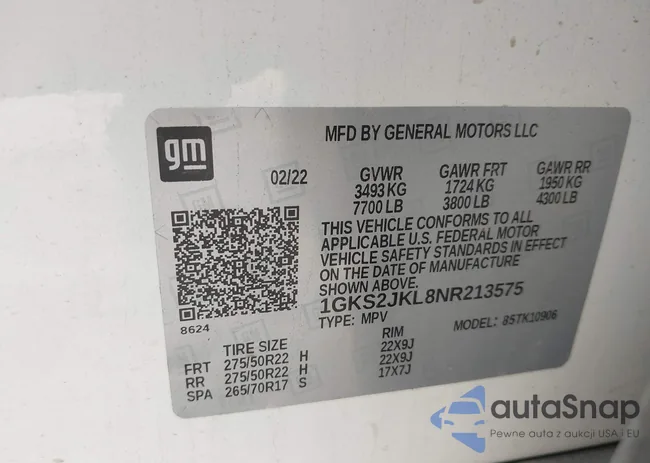 gm
MFD BY GENERAL MOTORS LLC
02/22 GVWR GAWR FRT GAWR RR
3493 KG 1724 KG 1950 KG
7700 LB 3800 LB 4300 LB
THIS VEHICLE CONFORMS TO ALL
APPLICABLE U.S. FEDERAL MOTOR
VEHICLE SAFETY STANDARDS IN EFFECT
ON THE DATE OF MANUFACTURE
SHOWN ABOVE.
1GKS2JKL8NR213575
8624
TYPE: MPV MODEL: 85TK10906
TIRE SIZE RIM
FRT 275/50R22 H 22X9J
RR 275/50R22 H 22X9J
SPA 265/70R17 S 17X7J
autaSnap
Pewne auta z aukcji USA i EU